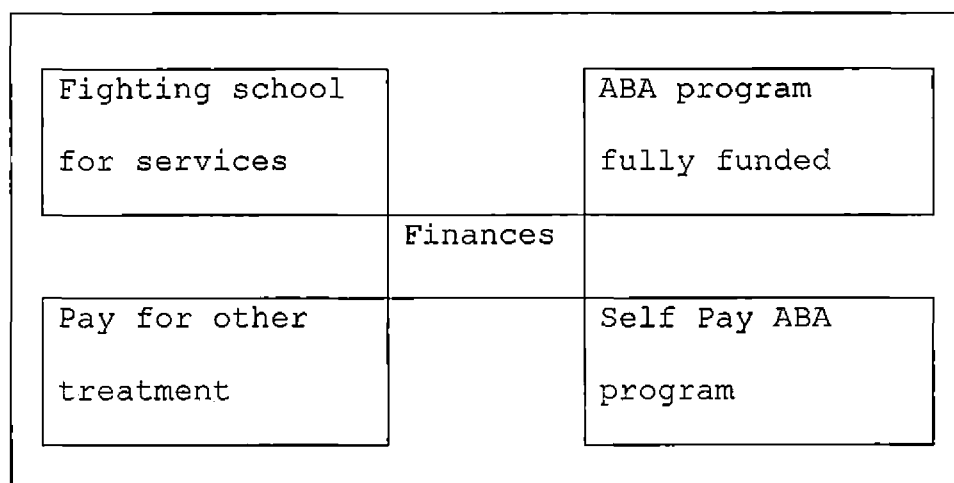 Fighting school
for services
ABA program
fully funded
Finances
Pay for other
treatment
Self Pay ABA
program